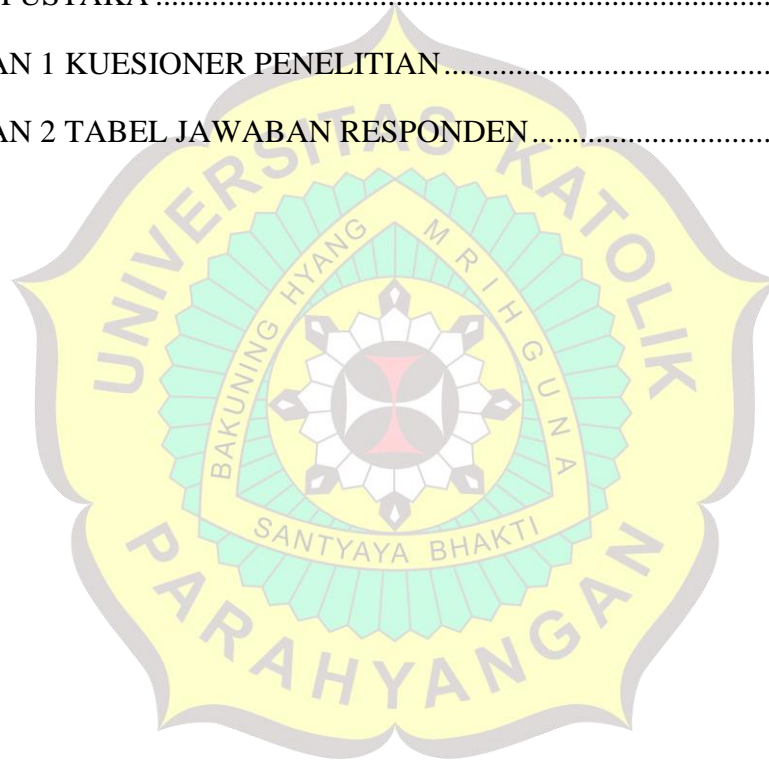 PUSTAKA ........................................................................
AN 1 KUESIONER PENELITIAN ........................................
AN 2 TABEL JAWABAN RESPONDEN ............................
UNIVERSITAS KATOLIK
BAKUNING HYANG MRIHGUNA
SANTYAYA BHAKTI
PARAHYANGAN